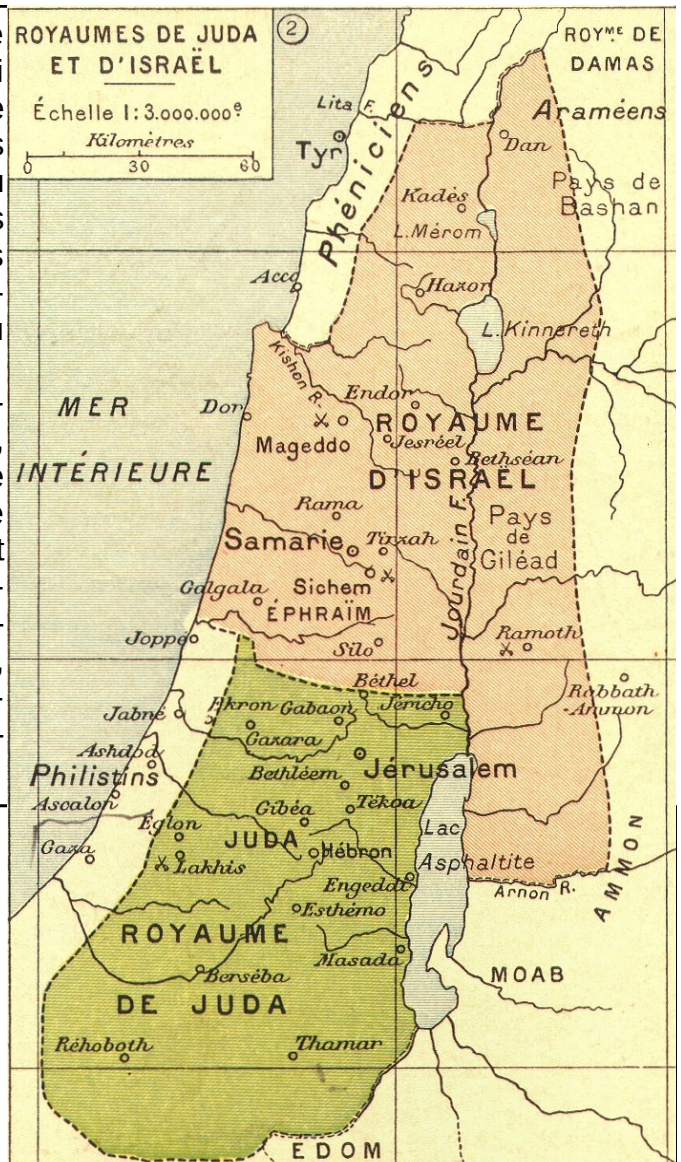 ROYAUMES DE JUDA
ET D'ISRAËL
Échelle 1:3.000.000e.
Kilomètres
0 30 60
2
ROYME. DE
DAMAS
Araméens
Lita F.
Tyr
Phéniciens
Dan
Pays de
Bashan
Kadès
L. Mérom
Acco
Hazor
L. Kinnereth
Kishon R.
MER
INTÉRIEURE
Dor
Endor
ROYAUME
D'ISRAËL
Mageddo
Jesréel
Bethséan
Rama
Pays
de
Giléad
Samarie
Tirzah
Jourdain F.
Sichem
Galgala
ÉPHRAÏM
Joppé
Silo
Ramoth
Béthel
Rabbath
-Ammon
Jabné
Ekron
Gabaon
Jéricho
Gazara
Ashdod
Jérusalem
Philistins
Bethléem
Ascalon
Gibéa
Tékoa
Églon
JUDA
Lac
Asphaltite
Gaza
Lakhis
Hébron
Engeddi
Arnon R.
AMMON
Esthémo
ROYAUME
DE JUDA
Masada
MOAB
Berséba
Réhoboth
Thamar
EDOM